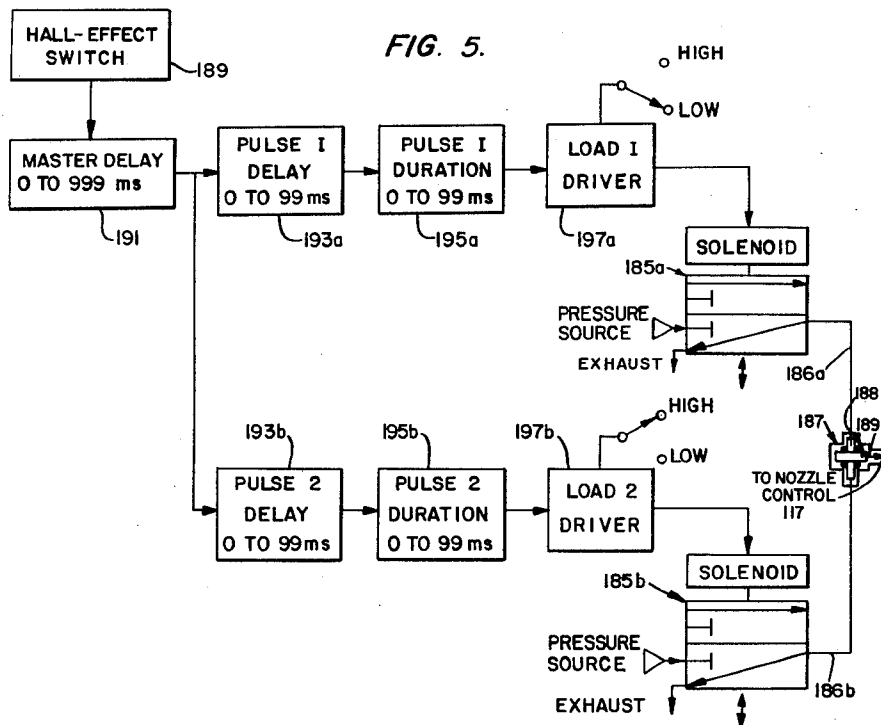 FIG. 5.
HALL-EFFECT
SWITCH
189
HIGH
LOW
MASTER DELAY
0 TO 999 ms
191
PULSE 1
DELAY
0 TO 99 ms
193a
PULSE 1
DURATION
0 TO 99 ms
195a
LOAD 1
DRIVER
197a
SOLENOID
185a
PRESSURE
SOURCE
EXHAUST
186a
188
187
189
TO NOZZLE
CONTROL
117
193b
PULSE 2
DELAY
0 TO 99 ms
195b
PULSE 2
DURATION
0 TO 99 ms
197b
LOAD 2
DRIVER
HIGH
LOW
SOLENOID
185b
PRESSURE
SOURCE
EXHAUST
186b